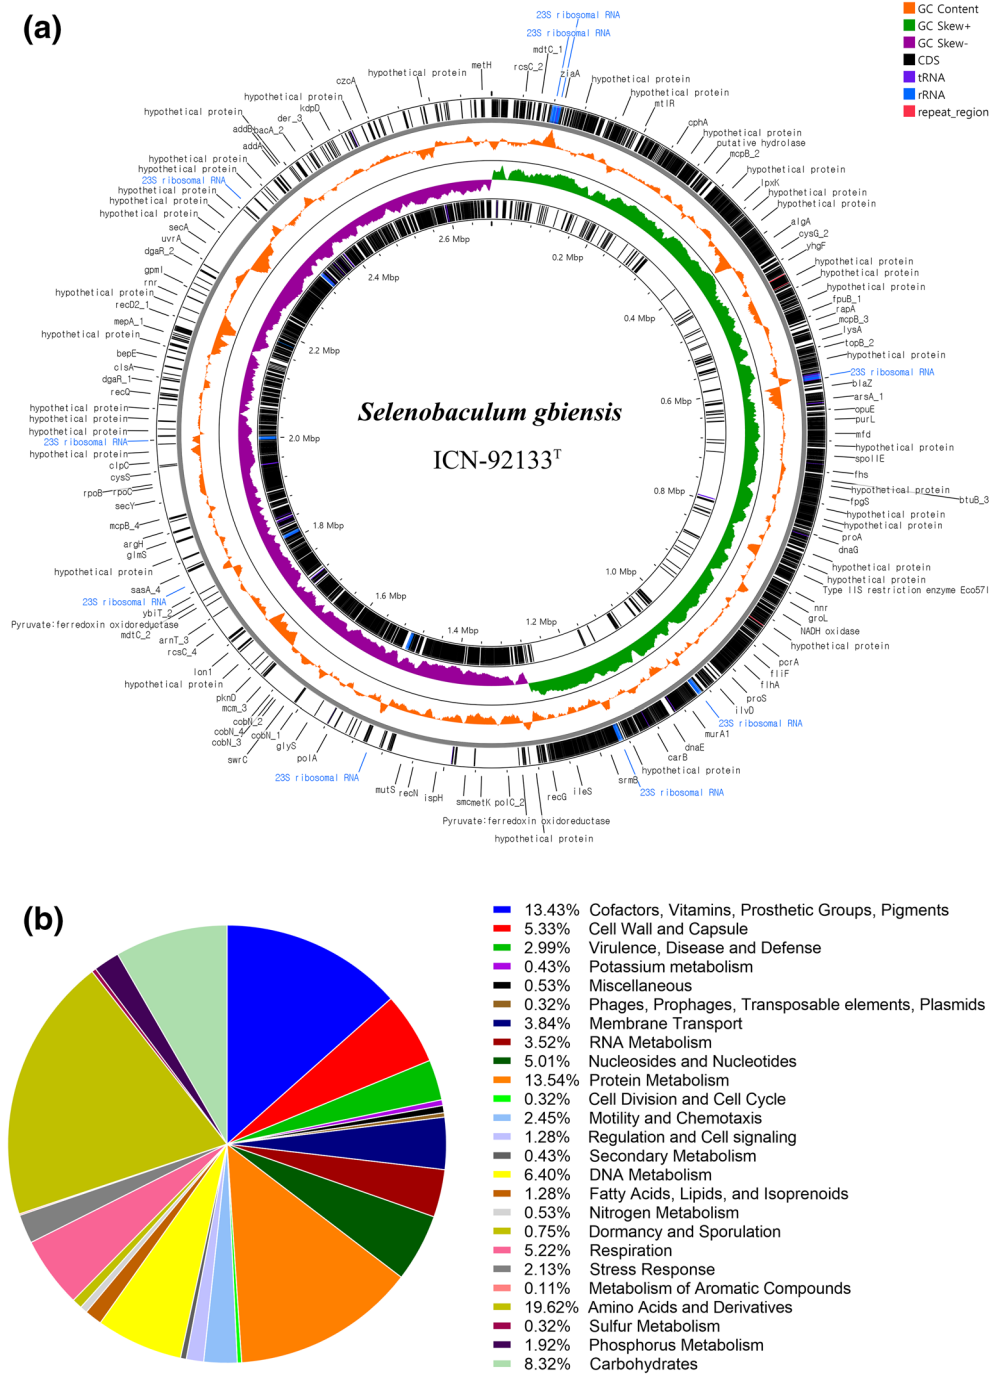 (a)
GC Content
GC Skew+
GC Skew-
CDS
tRNA
rRNA
repeat_region
23S ribosomal RNA
23S ribosomal RNA
mdtC_1
metH
rcsC_2
ziaA
hypothetical protein
hypothetical protein
mtlR
cphA
hypothetical protein
putative hydrolase
mcpB_2
hypothetical protein
lpxK
hypothetical protein
hypothetical protein
algA
cysG_2
yhgF
hypothetical protein
hypothetical protein
hypothetical protein
fpuB_1
rapA
mcpB_3
lysA
topB_2
hypothetical protein
23S ribosomal RNA
blaZ
arsA_1
opuE
purL
mfd
hypothetical protein
spoIIE
fhs
hypothetical protein
btuB_3
fpgS
hypothetical protein
hypothetical protein
proA
dnaG
hypothetical protein
hypothetical protein
Type IIS restriction enzyme Eco57I
nnr
groL
NADH oxidase
hypothetical protein
pcrA
fliF
flhA
proS
ilvD
23S ribosomal RNA
murA1
dnaE
carB
hypothetical protein
srmB
23S ribosomal RNA
ileS
recG
hypothetical protein
Pyruvate:ferredoxin oxidoreductase
polC_2
metK
smc
ispH
recN
mutS
23S ribosomal RNA
polA
glyS
swrC
cobN_1
cobN_3
cobN_4
cobN_2
mcm_3
pknD
hypothetical protein
lon1
rcsC_4
arnT_3
mdtC_2
Pyruvate:ferredoxin oxidoreductase
ybiT_2
23S ribosomal RNA
sasA_4
hypothetical protein
glmS
argH
mcpB_4
secY
rpoB
rpoC
cysS
clpC
hypothetical protein
23S ribosomal RNA
hypothetical protein
hypothetical protein
hypothetical protein
recQ
dgaR_1
clsA
bepE
hypothetical protein
mepA_1
recD2_1
hypothetical protein
rnr
gpmI
dgaR_2
uvrA
secA
hypothetical protein
hypothetical protein
hypothetical protein
23S ribosomal RNA
hypothetical protein
hypothetical protein
addA
addB
bacA_2
hypothetical protein
der_3
kdpD
hypothetical protein
czcA
hypothetical protein
0.2 Mbp
0.4 Mbp
0.6 Mbp
0.8 Mbp
1.0 Mbp
1.2 Mbp
1.4 Mbp
1.6 Mbp
1.8 Mbp
2.0 Mbp
2.2 Mbp
2.4 Mbp
2.6 Mbp
Selenobaculum gbiensis
ICN-92133T
(b)
13.43% Cofactors, Vitamins, Prosthetic Groups, Pigments
5.33% Cell Wall and Capsule
2.99% Virulence, Disease and Defense
0.43% Potassium metabolism
0.53% Miscellaneous
0.32% Phages, Prophages, Transposable elements, Plasmids
3.84% Membrane Transport
3.52% RNA Metabolism
5.01% Nucleosides and Nucleotides
13.54% Protein Metabolism
0.32% Cell Division and Cell Cycle
2.45% Motility and Chemotaxis
1.28% Regulation and Cell signaling
0.43% Secondary Metabolism
6.40% DNA Metabolism
1.28% Fatty Acids, Lipids, and Isoprenoids
0.53% Nitrogen Metabolism
0.75% Dormancy and Sporulation
5.22% Respiration
2.13% Stress Response
0.11% Metabolism of Aromatic Compounds
19.62% Amino Acids and Derivatives
0.32% Sulfur Metabolism
1.92% Phosphorus Metabolism
8.32% Carbohydrates